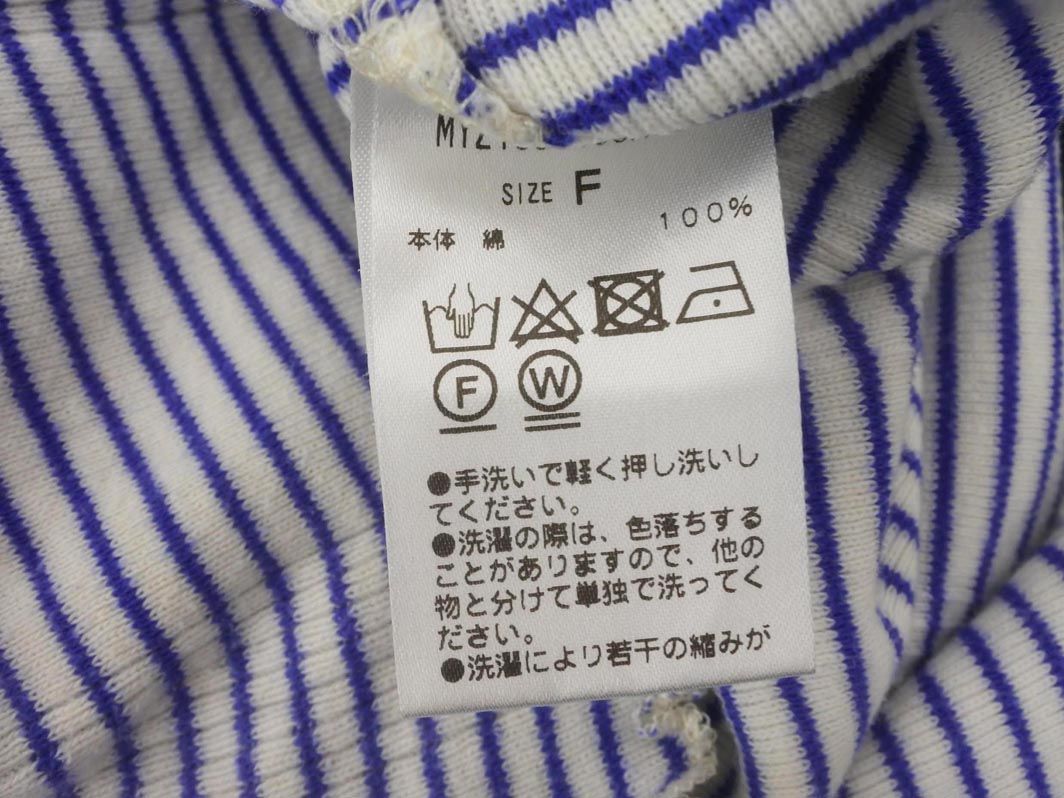 SIZE F
本体 綿 100%
F W
●手洗いで軽く押し洗いし
てください。
●洗濯の際は、色落ちする
ことがありますので、他の
物と分けて単独で洗ってく
ださい。
●洗濯により若干の縮みが